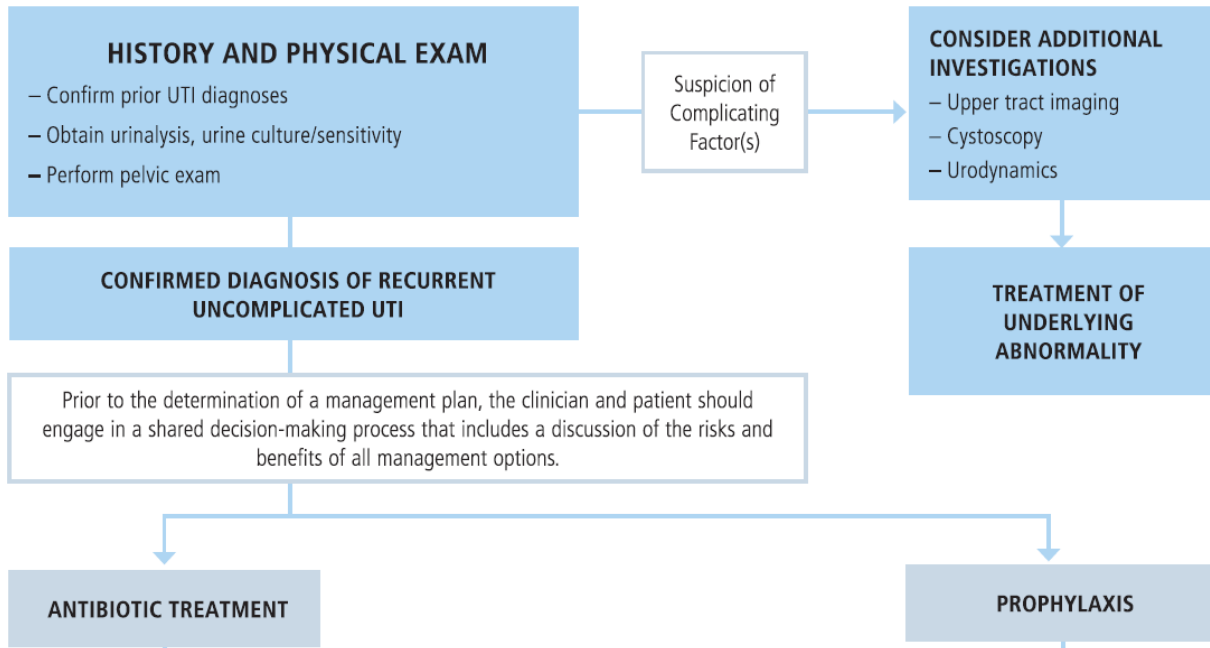 HISTORY AND PHYSICAL EXAM
– Confirm prior UTI diagnoses
– Obtain urinalysis, urine culture/sensitivity
– Perform pelvic exam
Suspicion of
Complicating
Factor(s)
CONSIDER ADDITIONAL
INVESTIGATIONS
– Upper tract imaging
– Cystoscopy
– Urodynamics
CONFIRMED DIAGNOSIS OF RECURRENT
UNCOMPLICATED UTI
TREATMENT OF
UNDERLYING
ABNORMALITY
Prior to the determination of a management plan, the clinician and patient should
engage in a shared decision-making process that includes a discussion of the risks and
benefits of all management options.
ANTIBIOTIC TREATMENT
PROPHYLAXIS